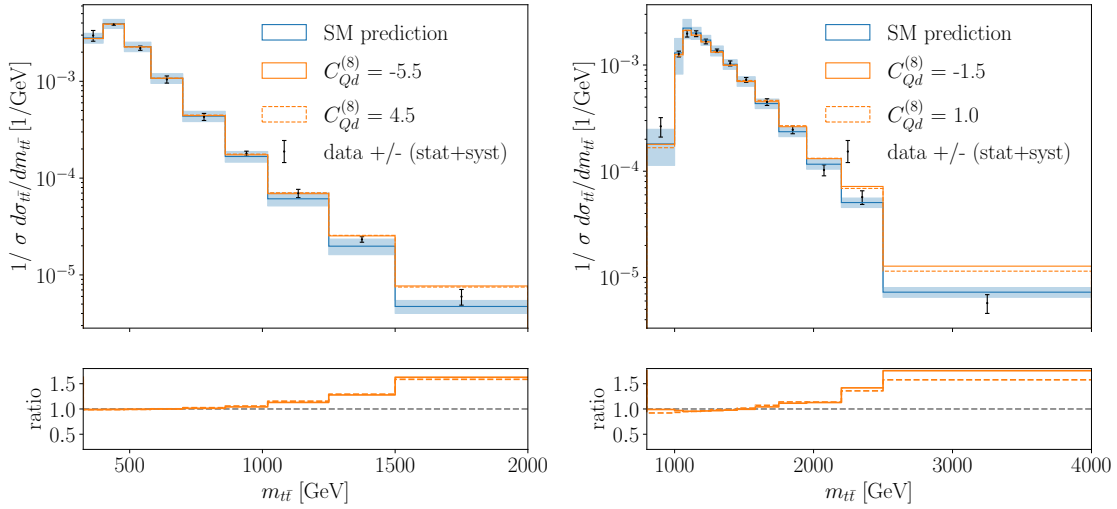 1/ σ dσ_{tt̄}/dm_{tt̄} [1/GeV]
10⁻³
10⁻⁴
10⁻⁵
SM prediction
C_{Qd}^{(8)} = -5.5
C_{Qd}^{(8)} = 4.5
data +/- (stat+syst)
ratio
1.5
1.0
0.5
500
1000
1500
2000
m_{tt̄} [GeV]
1/ σ dσ_{tt̄}/dm_{tt̄} [1/GeV]
10⁻³
10⁻⁴
10⁻⁵
SM prediction
C_{Qd}^{(8)} = -1.5
C_{Qd}^{(8)} = 1.0
data +/- (stat+syst)
ratio
1.5
1.0
0.5
1000
2000
3000
4000
m_{tt̄} [GeV]